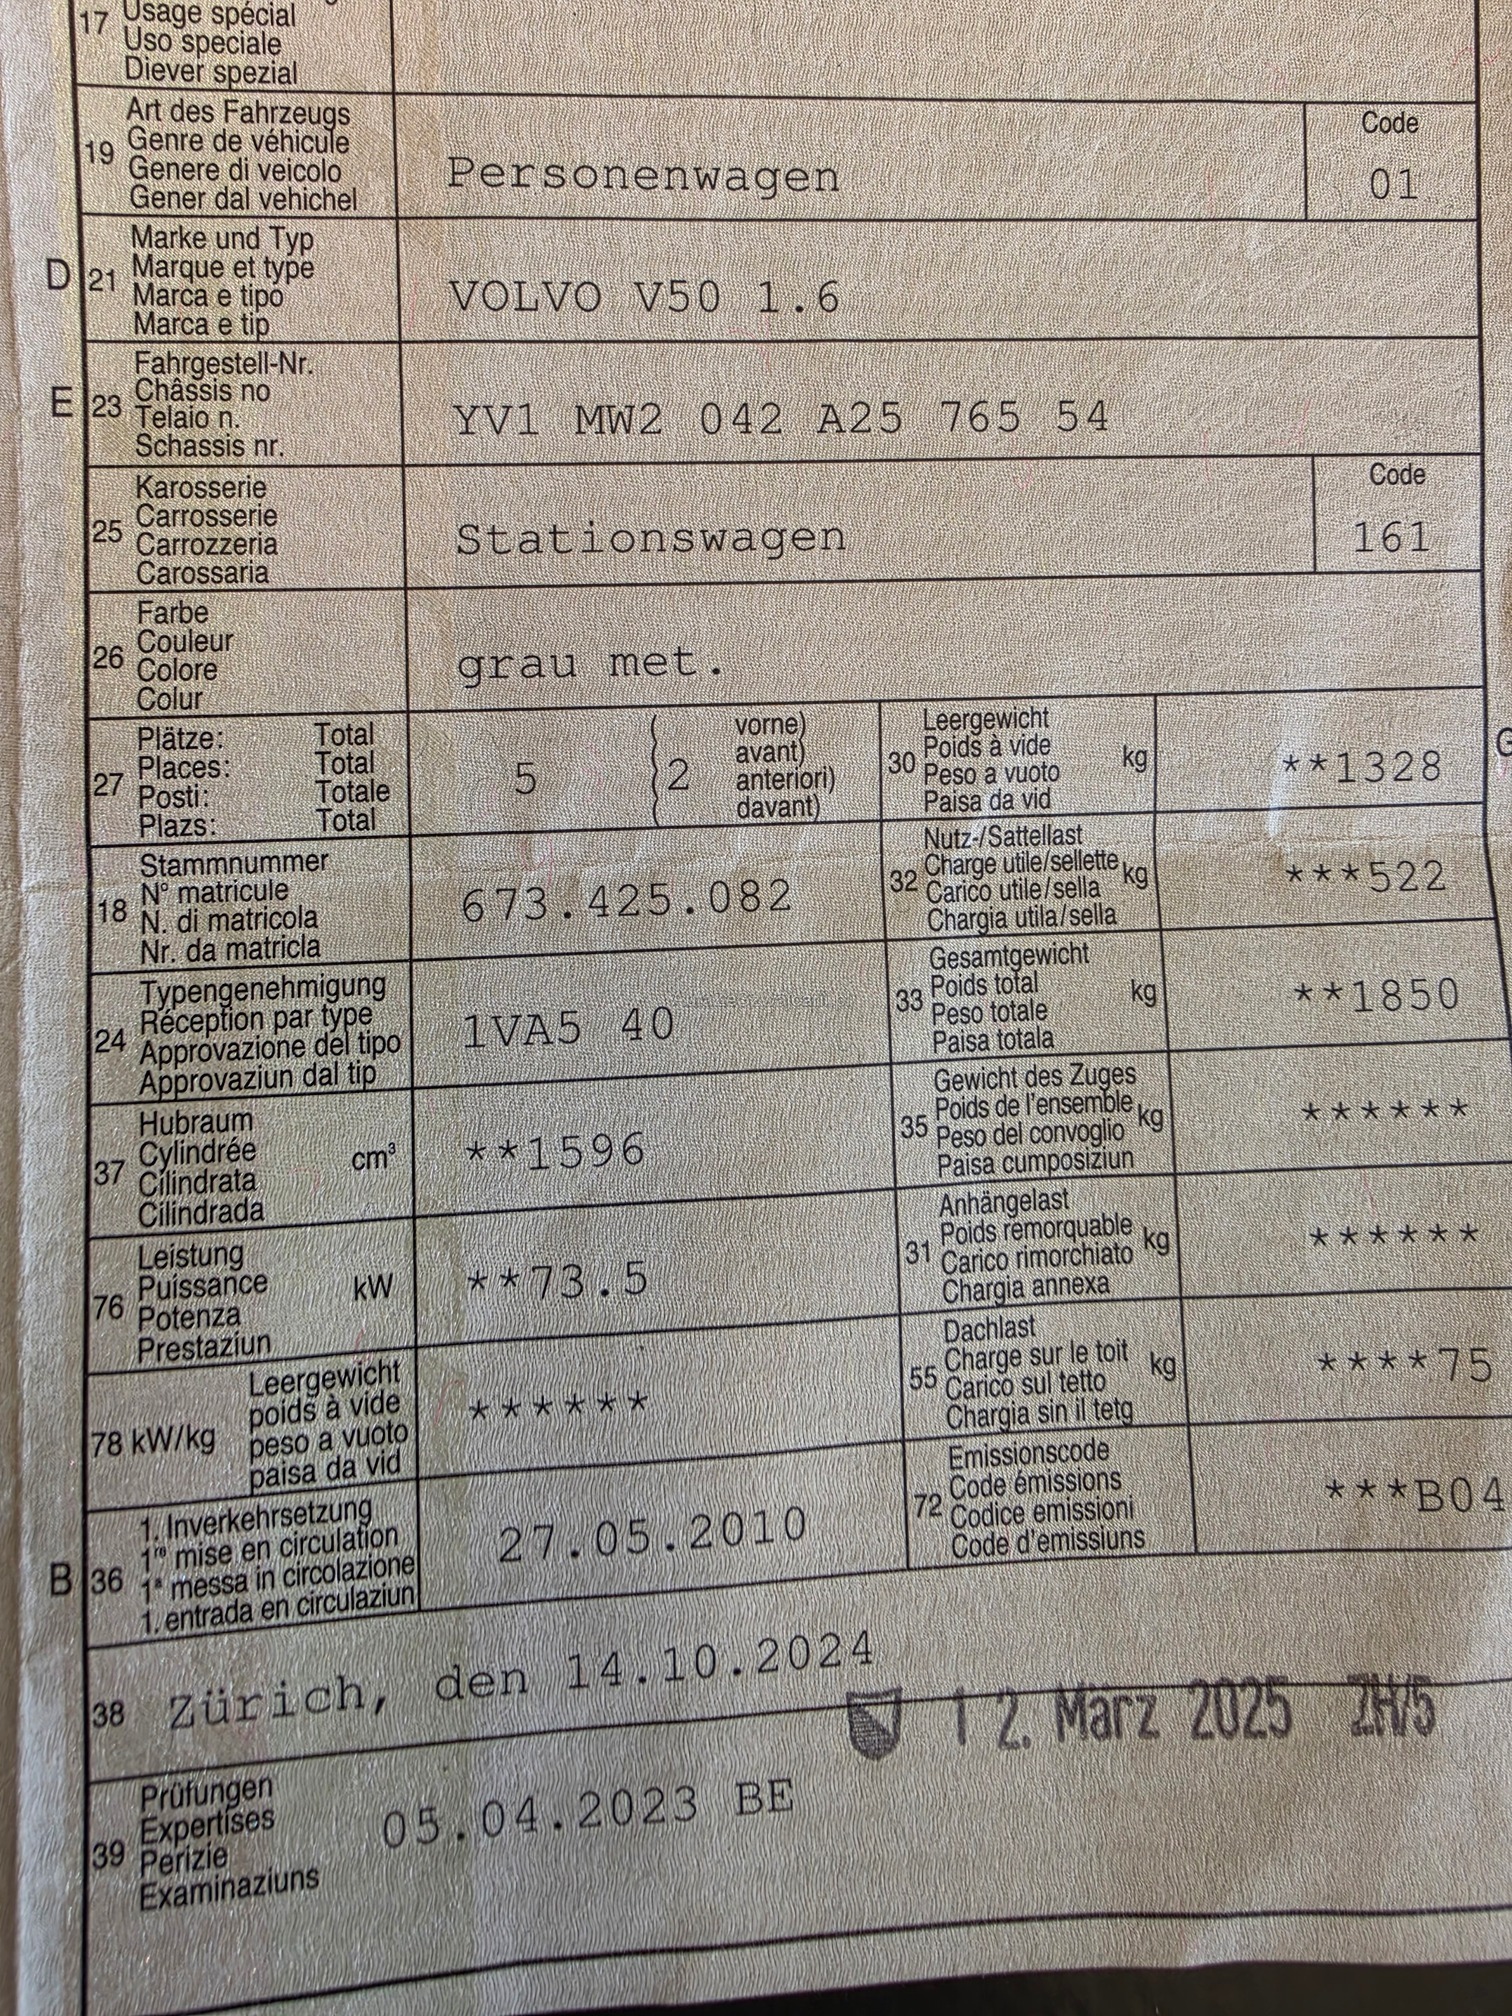 17
Usage spécial
Uso speciale
Diever spezial
19
Art des Fahrzeugs
Genre de véhicule
Genere di veicolo
Gener dal vehichel
Personenwagen
Code
01
D
21
Marke und Typ
Marque et type
Marca e tipo
Marca e tip
VOLVO V50 1.6
E
23
Fahrgestell-Nr.
Châssis no
Telaio n.
Schassis nr.
YV1 MW2 042 A25 765 54
25
Karosserie
Carrosserie
Carrozzeria
Carossaria
Stationswagen
Code
161
26
Farbe
Couleur
Colore
Colur
grau met.
27
Plätze: Total
Places: Total
Posti: Totale
Plazs: Total
5
2
vorne)
avant)
anteriori)
davant)
30
Leergewicht
Poids à vide
Peso a vuoto
Paisa da vid
kg
**1328
G
18
Stammnummer
N° matricule
N. di matricola
Nr. da matricla
673.425.082
32
Nutz-/Sattellast
Charge utile/sellette
Carico utile/sella
Chargia utila/sella
kg
***522
24
Typengenehmigung
Réception par type
Approvazione del tipo
Approvaziun dal tip
1VA5 40
33
Gesamtgewicht
Poids total
Peso totale
Paisa totala
kg
**1850
37
Hubraum
Cylindrée
Cilindrata
Cilindrada
cm³
**1596
35
Gewicht des Zuges
Poids de l'ensemble
Peso del convoglio
Paisa cumposiziun
kg
******
76
Leistung
Puissance
Potenza
Prestaziun
kW
**73.5
31
Anhängelast
Poids remorquable
Carico rimorchiato
Chargia annexa
kg
******
78 kW/kg
Leergewicht
poids à vide
peso a vuoto
paisa da vid
******
55
Dachlast
Charge sur le toit
Carico sul tetto
Chargia sin il tetg
kg
****75
B
36
1. Inverkehrsetzung
1re mise en circulation
1a messa in circolazione
1. entrada en circulaziun
27.05.2010
72
Emissionscode
Code émissions
Codice emissioni
Code d'emissiuns
***B04
38
Zürich, den 14.10.2024
12. März 2025 ZH/5
39
Prüfungen
Expertises
Perizie
Examinaziuns
05.04.2023 BE